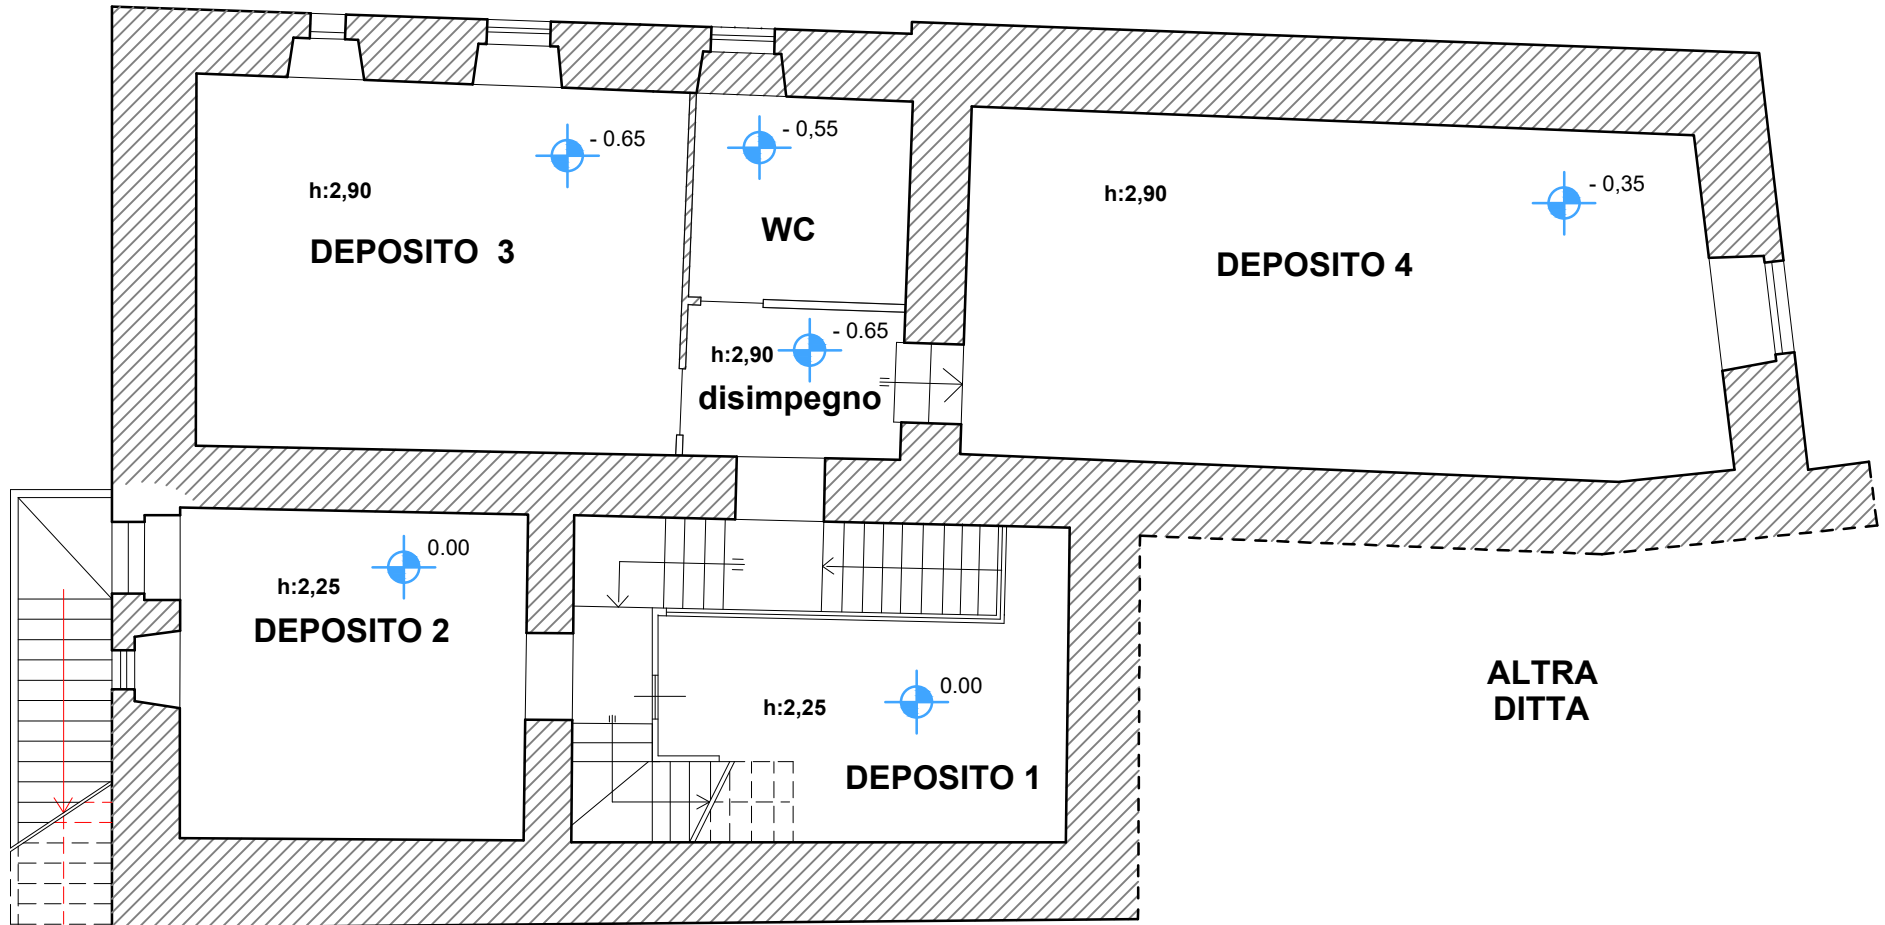 - 0.65
h:2,90
DEPOSITO 3
- 0,55
WC
- 0.65
h:2,90
disimpegno
h:2,90
- 0,35
DEPOSITO 4
0.00
h:2,25
DEPOSITO 2
0.00
h:2,25
DEPOSITO 1
ALTRA
DITTA